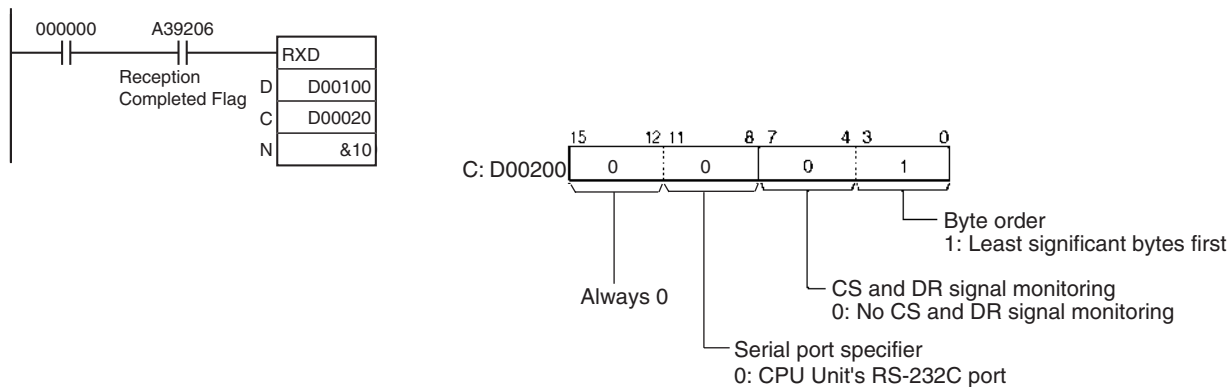 000000 A39206
RXD
Reception
Completed Flag
D D00100
C D00020
N &10
15 12 11 8 7 4 3 0
C: D00200 0 0 0 1
Byte order
1: Least significant bytes first
Always 0
CS and DR signal monitoring
0: No CS and DR signal monitoring
Serial port specifier
0: CPU Unit's RS-232C port